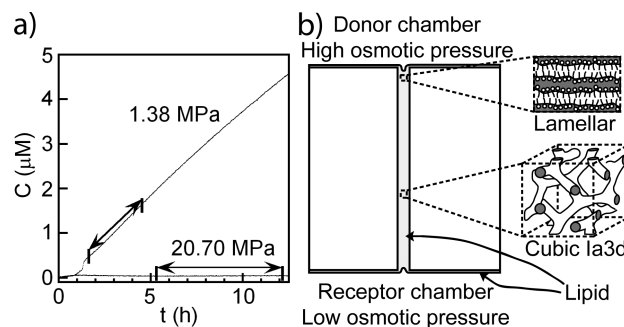 a)
5
4
3
2
1
0
C (μM)
1.38 MPa
20.70 MPa
0
5
10
t (h)
b)
Donor chamber
High osmotic pressure
Lamellar
Cubic Ia3d
Lipid
Receptor chamber
Low osmotic pressure